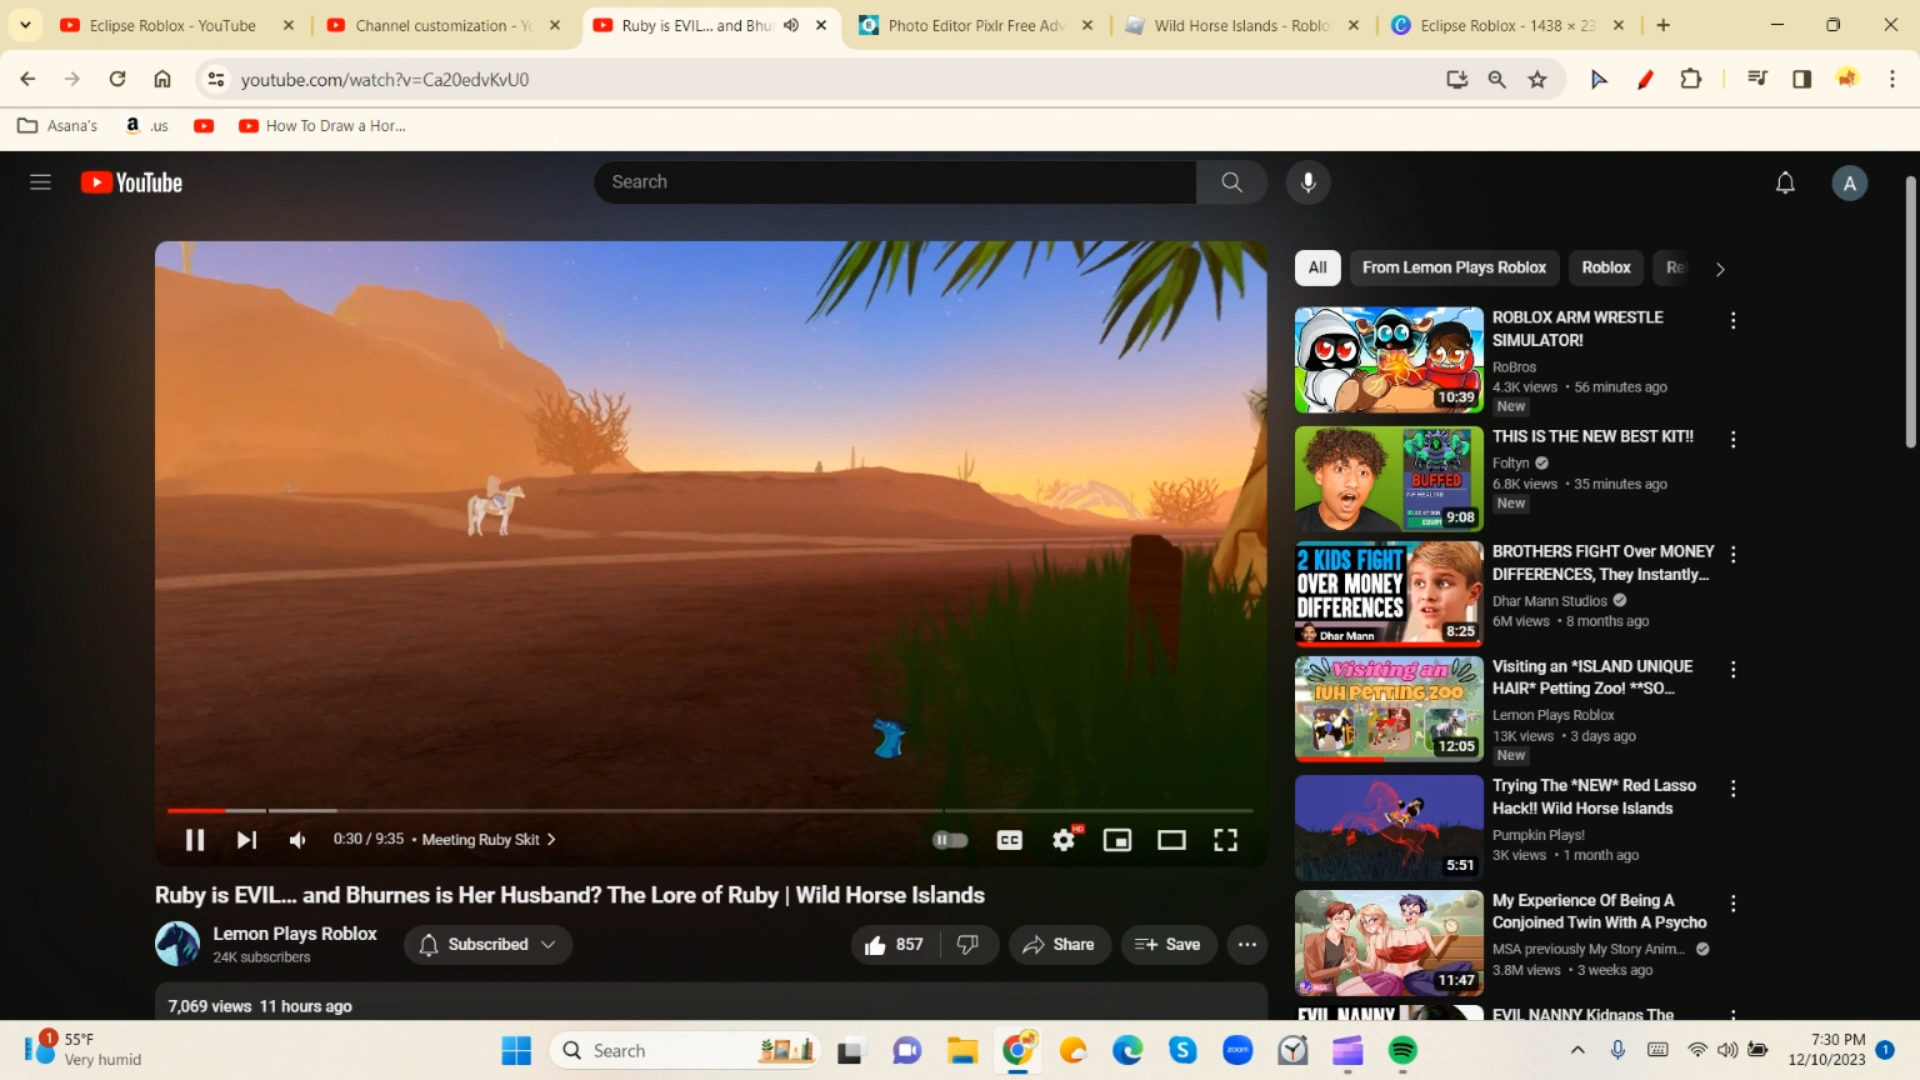 Eclipse Roblox - YouTube
Channel customization - Yo
Ruby is EVIL... and Bhur
Photo Editor Pixlr Free Adv
Wild Horse Islands - Roblo
Eclipse Roblox - 1438 × 23
youtube.com/watch?v=Ca20edvKvU0
Asana's
.us
How To Draw a Hor...
YouTube
Search
A
All
From Lemon Plays Roblox
Roblox
Re
ROBLOX ARM WRESTLE
SIMULATOR!
RoBros
4.3K views • 56 minutes ago
New
10:39
THIS IS THE NEW BEST KIT!!
Foltyn
6.8K views • 35 minutes ago
New
BUFFED
9:08
2 KIDS FIGHT
OVER MONEY
DIFFERENCES
Dhar Mann
8:25
BROTHERS FIGHT Over MONEY
DIFFERENCES, They Instantly...
Dhar Mann Studios
6M views • 8 months ago
Visiting an
IUH PETTING ZOO
12:05
Visiting an *ISLAND UNIQUE
HAIR* Petting Zoo! **SO...
Lemon Plays Roblox
13K views • 3 days ago
New
Trying The *NEW* Red Lasso
Hack!! Wild Horse Islands
Pumpkin Plays!
3K views • 1 month ago
5:51
My Experience Of Being A
Conjoined Twin With A Psycho
MSA previously My Story Anim...
3.8M views • 3 weeks ago
MSA
11:47
EVIL NANNY
EVIL NANNY Kidnaps The
0:30 / 9:35 • Meeting Ruby Skit
CC
HD
Ruby is EVIL... and Bhurnes is Her Husband? The Lore of Ruby | Wild Horse Islands
Lemon Plays Roblox
24K subscribers
Subscribed
857
Share
Save
7,069 views 11 hours ago
1
55°F
Very humid
Search
zoom
7:30 PM
12/10/2023
1